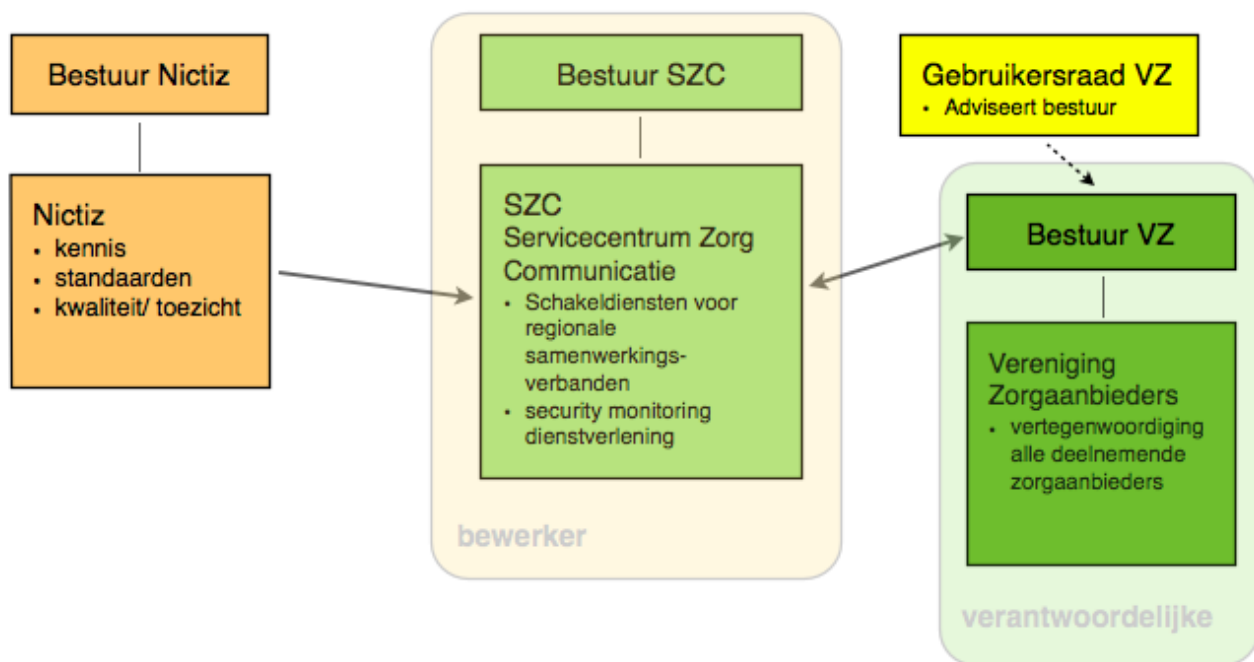 Bestuur Nictiz
Nictiz
• kennis
• standaarden
• kwaliteit/ toezicht
Bestuur SZC
SZC
Servicecentrum Zorg
Communicatie
• Schakeldiensten voor
regionale
samenwerkings-
verbanden
• security monitoring
dienstverlening
bewerker
Gebruikersraad VZ
• Adviseert bestuur
Bestuur VZ
Vereniging
Zorgaanbieders
• vertegenwoordiging
alle deelnemende
zorgaanbieders
verantwoordelijke